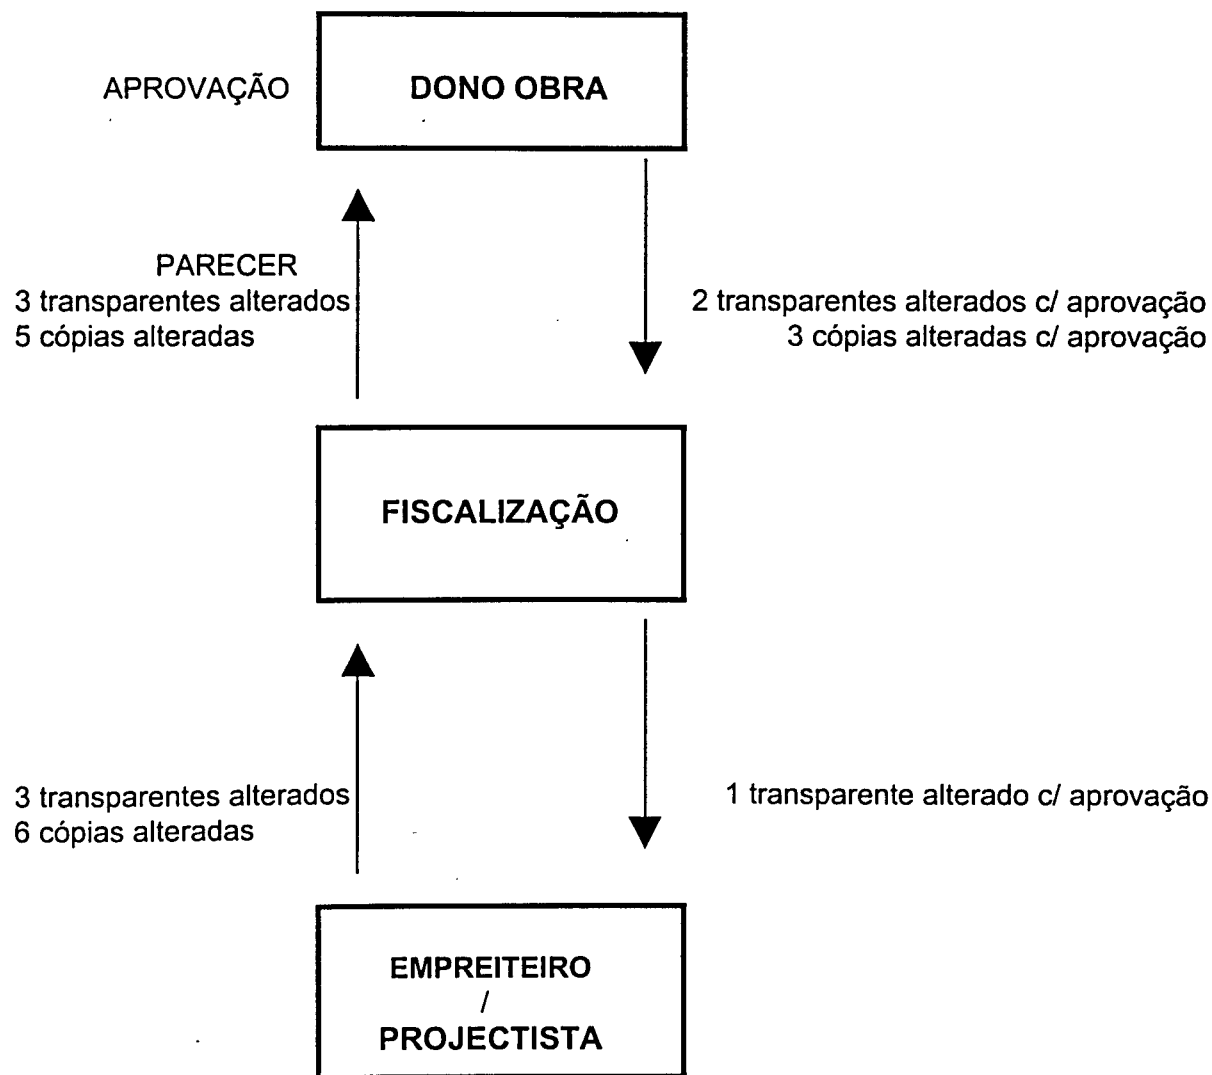 APROVAÇÃO
DONO OBRA
PARECER
3 transparentes alterados
5 cópias alteradas
2 transparentes alterados c/ aprovação
3 cópias alteradas c/ aprovação
FISCALIZAÇÃO
3 transparentes alterados
6 cópias alteradas
1 transparente alterado c/ aprovação
EMPREITEIRO
/
PROJECTISTA